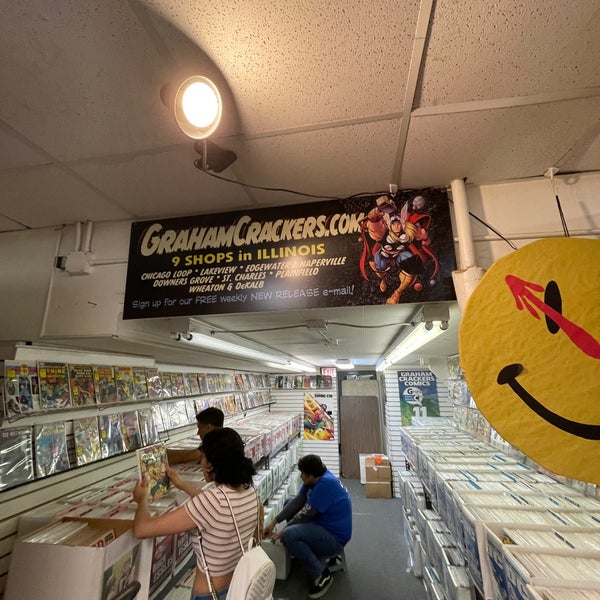 GRAHAMCRACKERS.COM
9 SHOPS in ILLINOIS
CHICAGO LOOP * LAKEVIEW * EDGEWATER * NAPERVILLE
DOWNERS GROVE * ST. CHARLES * PLAINFIELD
WHEATON & DeKALB
Sign up for our FREE weekly NEW RELEASE e-mail!
GRAHAM
CRACKERS
COMICS